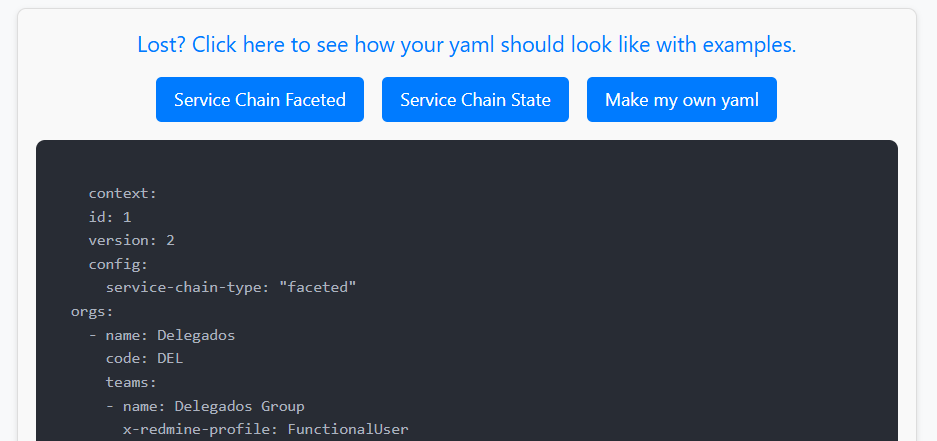 Lost? Click here to see how your yaml should look like with examples.
Service Chain Faceted
Service Chain State
Make my own yaml
context:
id: 1
version: 2
config:
service-chain-type: "faceted"
orgs:
- name: Delegados
code: DEL
teams:
- name: Delegados Group
x-redmine-profile: FunctionalUser